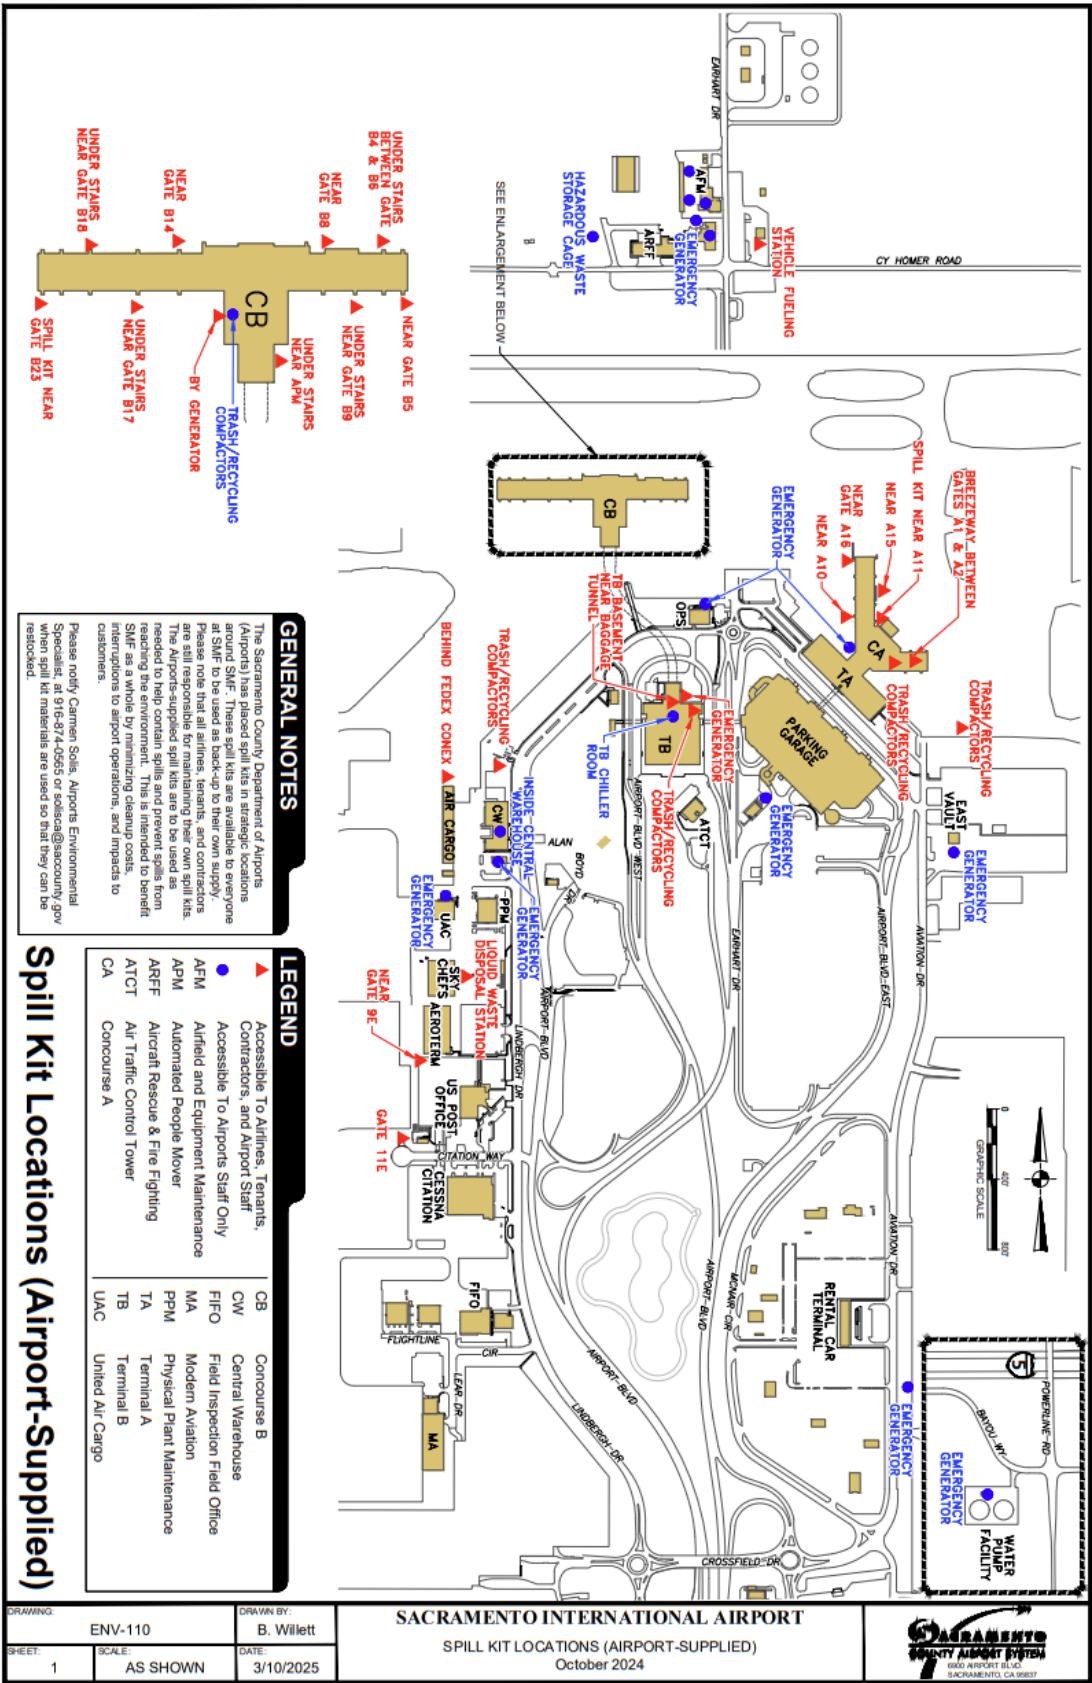 EARHART DR
AFM
EMERGENCY
GENERATOR
ARFF
HAZARDOUS WASTE
STORAGE CAGE
VEHICLE FUELING
STATION
CY HOMER ROAD
SEE ENLARGEMENT BELOW
UNDER STAIRS
BETWEEN GATE
B4 & B6
NEAR
GATE B8
NEAR
GATE B14
UNDER STAIRS
NEAR GATE B18
CB
NEAR GATE B5
UNDER STAIRS
NEAR GATE B9
UNDER STAIRS
NEAR APM
TRASH/RECYCLING
COMPACTORS
BY GENERATOR
UNDER STAIRS
NEAR GATE B17
SPILL KIT NEAR
GATE B23
CB
BREEZEWAY BETWEEN
GATES A1 & A2
SPILL KIT NEAR A11
NEAR A15
NEAR
GATE A16
NEAR A10
EMERGENCY
GENERATOR
OPS
CA
TA
TRASH/RECYCLING
COMPACTORS
TRASH/RECYCLING
COMPACTORS
PARKING
GARAGE
TB BASEMENT
NEAR BAGGAGE
TUNNEL
EMERGENCY
GENERATOR
TB
TB CHILLER
ROOM
TRASH/RECYCLING
COMPACTORS
ATCT
EMERGENCY
GENERATOR
EAST
VAULT
EMERGENCY
GENERATOR
TRASH/RECYCLING
COMPACTORS
BEHIND FEDEX CONEX
AIR CARGO
CW
INSIDE CENTRAL
WAREHOUSE
ALAN
BOYD
CIR
EMERGENCY
GENERATOR
PPM
UAC
EMERGENCY
GENERATOR
LIQUID WASTE
DISPOSAL STATION
SKY
CHEFS
AEROTERM
NEAR
GATE 9E
US POST
OFFICE
GATE 11E
CITATION WAY
CESSNA
CITATION
FIFO
FLIGHTLINE
CIR
LEAR DR
MA
AIRPORT BLVD WEST
EARHART DR
AIRPORT BLVD EAST
AVIATION DR
AIRPORT BLVD
LINDBERGH DR
AVIATION DR
AIRPORT BLVD
MCNAIR CIR
RENTAL CAR
TERMINAL
AIRPORT BLVD
LINDBERGH DR
CROSSFIELD DR
EMERGENCY
GENERATOR
5
POWERLINE RD
BAYOU WY
EMERGENCY
GENERATOR
WATER
PUMP
FACILITY
0
400'
800'
GRAPHIC SCALE
GENERAL NOTES
The Sacramento County Department of Airports
(Airports) has placed spill kits in strategic locations
around SMF. These spill kits are available to everyone
at SMF to be used as back-up to their own supply.
Please note that all airlines, tenants, and contractors
are still responsible for maintaining their own spill kits.
The Airports-supplied spill kits are to be used as
needed to help contain spills and prevent spills from
reaching the environment. This is intended to benefit
SMF as a whole by minimizing cleanup costs,
interruptions to airport operations, and impacts to
customers.
Please notify Carmen Solis, Airports Environmental
Specialist, at 916-874-0565 or solisca@saccounty.gov
when spill kit materials are used so that they can be
restocked.
LEGEND
Accessible To Airlines, Tenants,
Contractors, and Airport Staff
Accessible To Airports Staff Only
AFM Airfield and Equipment Maintenance
APM Automated People Mover
ARFF Aircraft Rescue & Fire Fighting
ATCT Air Traffic Control Tower
CA Concourse A
CB Concourse B
CW Central Warehouse
FIFO Field Inspection Field Office
MA Modern Aviation
PPM Physical Plant Maintenance
TA Terminal A
TB Terminal B
UAC United Air Cargo
Spill Kit Locations (Airport-Supplied)
DRAWING:
ENV-110
DRAWN BY:
B. Willett
SHEET:
1
SCALE:
AS SHOWN
DATE:
3/10/2025
SACRAMENTO INTERNATIONAL AIRPORT
SPILL KIT LOCATIONS (AIRPORT-SUPPLIED)
October 2024
SACRAMENTO
COUNTY AIRPORT SYSTEM
6900 AIRPORT BLVD.
SACRAMENTO, CA 95837